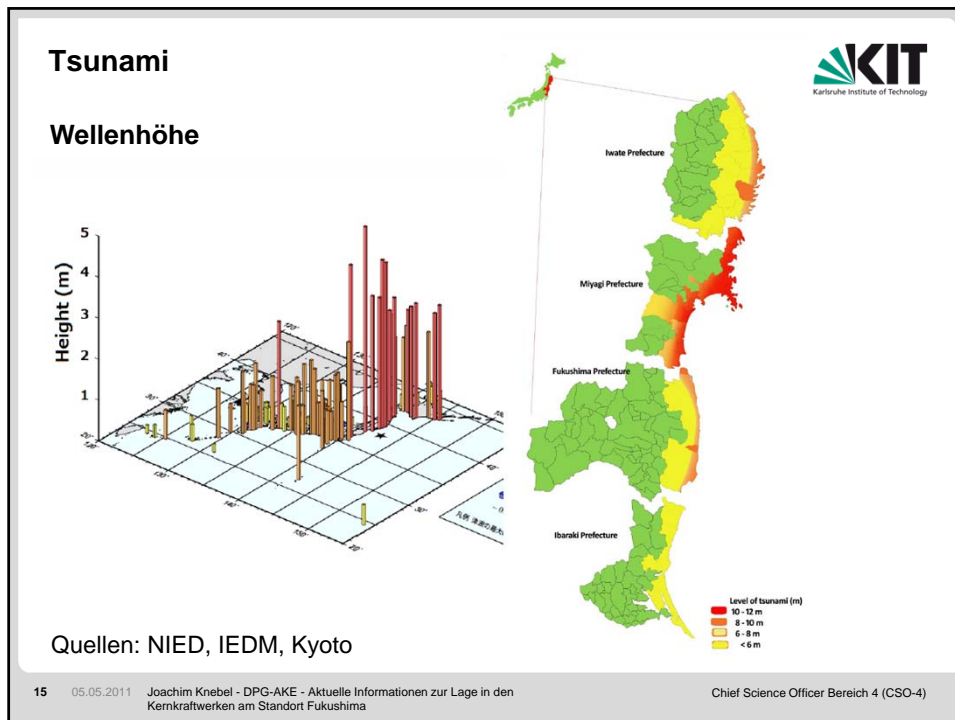 Tsunami
KIT
Karlsruhe Institute of Technology
Wellenhöhe
Height (m)
5
4
3
2
1
Iwate Prefecture
Miyagi Prefecture
Fukushima Prefecture
Ibaraki Prefecture
Level of tsunami (m)
10 - 12 m
8 - 10 m
6 - 8 m
< 6 m
Quellen: NIED, IEDM, Kyoto
15 05.05.2011 Joachim Knebel - DPG-AKE - Aktuelle Informationen zur Lage in den
Kernkraftwerken am Standort Fukushima
Chief Science Officer Bereich 4 (CSO-4)